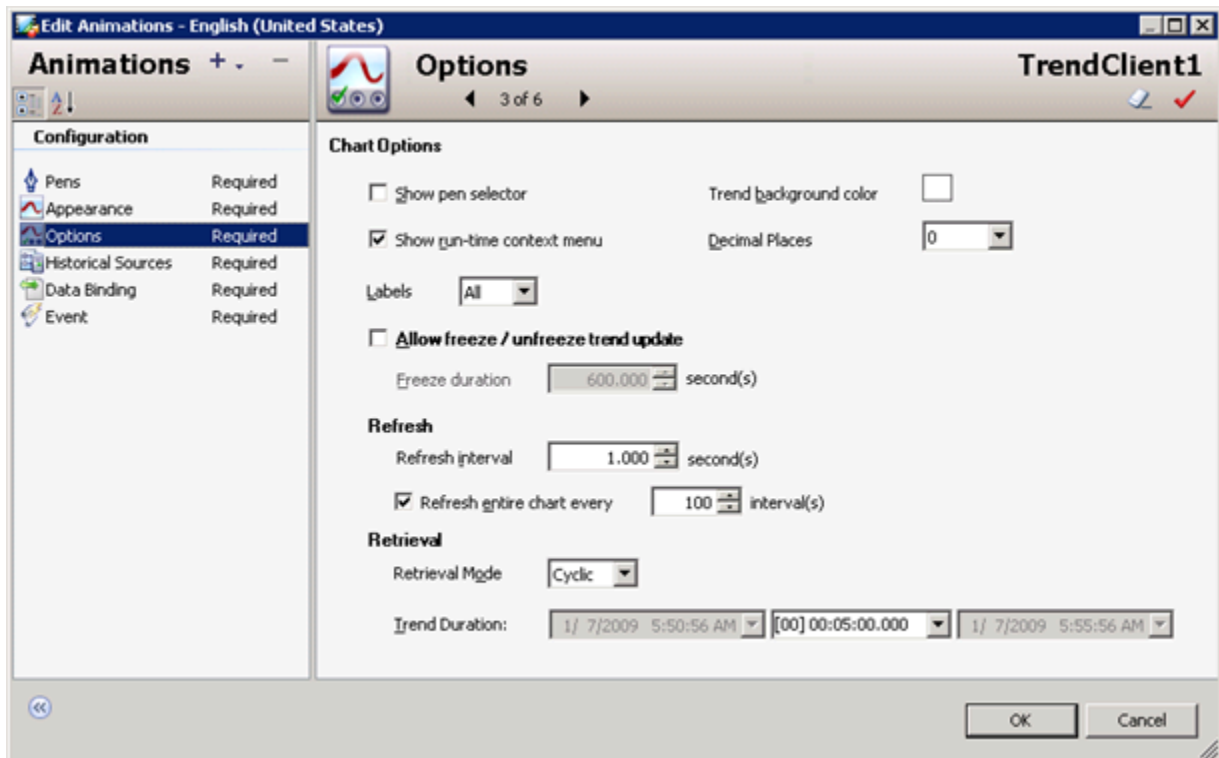 Edit Animations - English (United States)
Animations
Options
TrendClient1
3 of 6
Configuration
Pens Required
Appearance Required
Options Required
Historical Sources Required
Data Binding Required
Event Required
Chart Options
Show pen selector
Trend background color
Show run-time context menu
Decimal Places 0
Labels All
Allow freeze / unfreeze trend update
Freeze duration 600.000 second(s)
Refresh
Refresh interval 1.000 second(s)
Refresh entire chart every 100 interval(s)
Retrieval
Retrieval Mode Cyclic
Trend Duration: 1/ 7/2009 5:50:56 AM [00] 00:05:00.000 1/ 7/2009 5:55:56 AM
OK Cancel